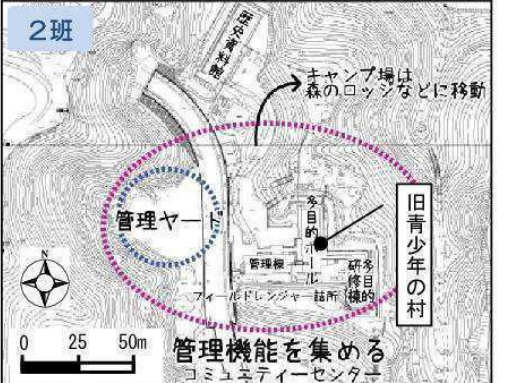 2班
歴史資料館
キャンプ場は
森のロッジなどに移動
管理ヤード
多目的ホール
旧青少年の村
管理棟
多目的
研修棟
フィールドレンジャー詰所
N
0 25 50m
管理機能を集める
コミュニティーセンター